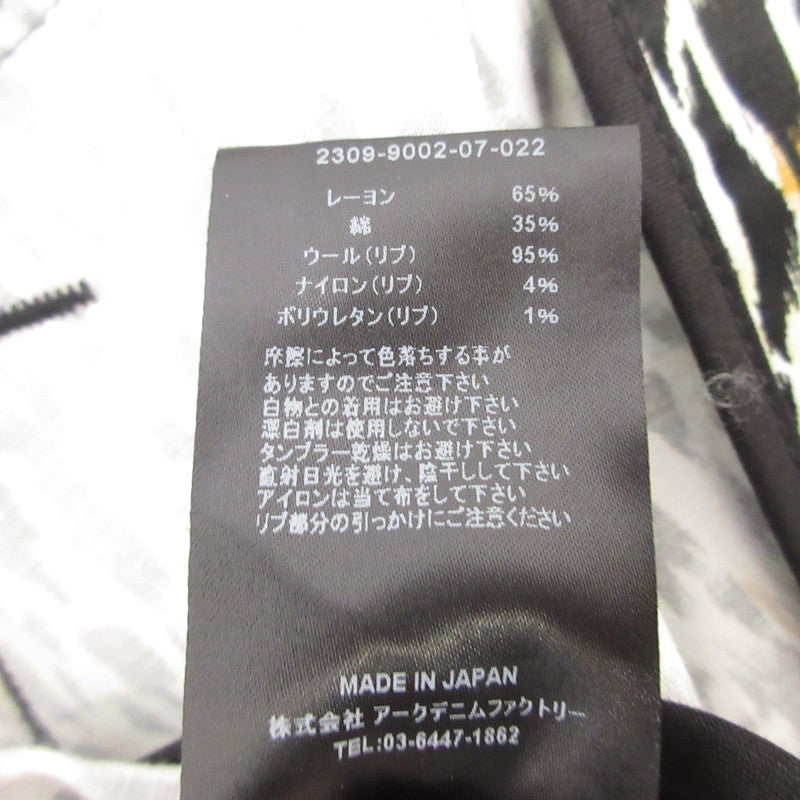 2309-9002-07-022
レーヨン 65%
綿 35%
ウール(リブ) 95%
ナイロン(リブ) 4%
ポリウレタン(リブ) 1%
摩擦によって色落ちする事が
ありますのでご注意下さい
白物との着用はお避け下さい
漂白剤は使用しないで下さい
タンブラー乾燥はお避け下さい
直射日光を避け、陰干しして下さい
アイロンは当て布をして下さい
リブ部分の引っかけにご注意ください
MADE IN JAPAN
株式会社 アークデニムファクトリー
TEL:03-6447-1862